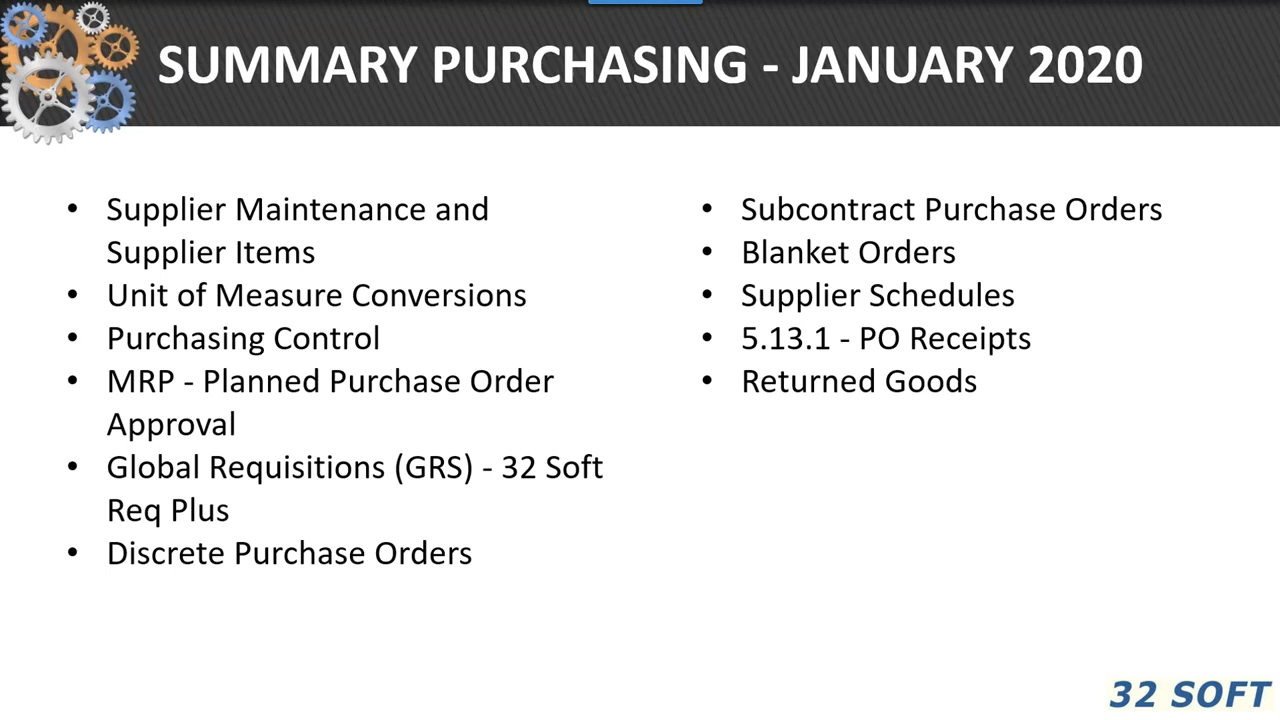 SUMMARY PURCHASING - JANUARY 2020
• Supplier Maintenance and
Supplier Items
• Unit of Measure Conversions
• Purchasing Control
• MRP - Planned Purchase Order
Approval
• Global Requisitions (GRS) - 32 Soft
Req Plus
• Discrete Purchase Orders
• Subcontract Purchase Orders
• Blanket Orders
• Supplier Schedules
• 5.13.1 - PO Receipts
• Returned Goods
32 SOFT